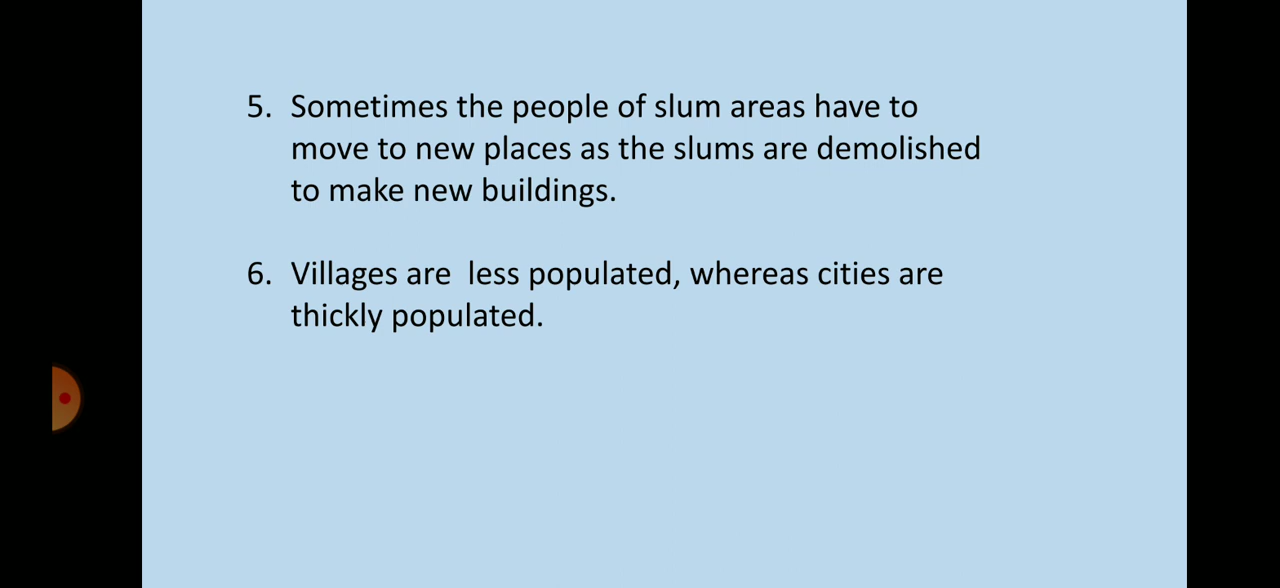 5. Sometimes the people of slum areas have to
move to new places as the slums are demolished
to make new buildings.
6. Villages are  less populated, whereas cities are
thickly populated.